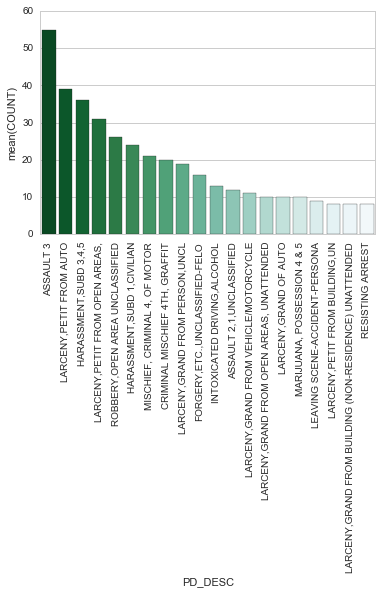 60
50
40
30
20
10
0
mean(COUNT)
ASSAULT 3
LARCENY,PETIT FROM AUTO
HARASSMENT,SUBD 3,4,5
LARCENY,PETIT FROM OPEN AREAS,
ROBBERY,OPEN AREA UNCLASSIFIED
HARASSMENT,SUBD 1,CIVILIAN
MISCHIEF, CRIMINAL 4, OF MOTOR
CRIMINAL MISCHIEF 4TH, GRAFFIT
LARCENY,GRAND FROM PERSON,UNCL
FORGERY,ETC.,UNCLASSIFIED-FELO
INTOXICATED DRIVING,ALCOHOL
ASSAULT 2,1,UNCLASSIFIED
LARCENY,GRAND FROM VEHICLE/MOTORCYCLE
LARCENY,GRAND FROM OPEN AREAS, UNATTENDED
LARCENY,GRAND OF AUTO
MARIJUANA, POSSESSION 4 & 5
LEAVING SCENE-ACCIDENT-PERSONA
LARCENY,PETIT FROM BUILDING,UN
LARCENY,GRAND FROM BUILDING (NON-RESIDENCE) UNATTENDED
RESISTING ARREST
PD_DESC